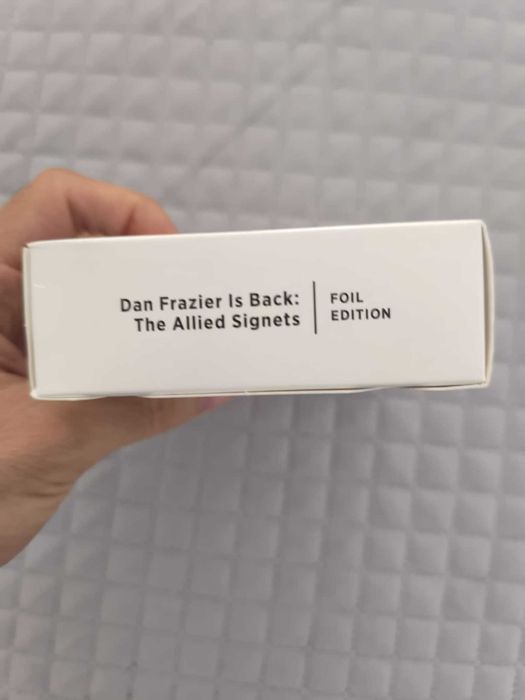 Dan Frazier Is Back:
The Allied Signets
FOIL
EDITION